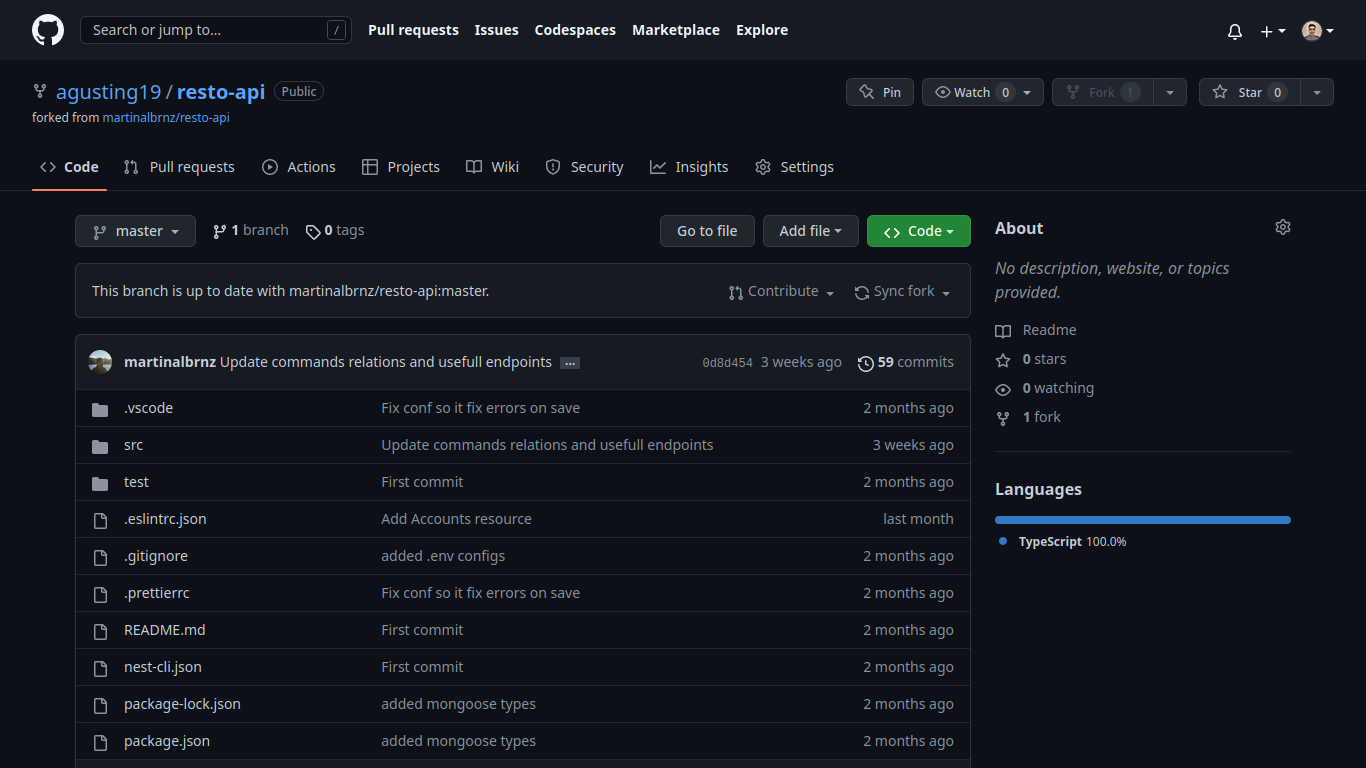 Search or jump to... / Pull requests Issues Codespaces Marketplace Explore
agusting19 / resto-api Public Pin Watch 0 Fork 1 Star 0
forked from martinalbrnz/resto-api
Code Pull requests Actions Projects Wiki Security Insights Settings
master 1 branch 0 tags Go to file Add file Code
This branch is up to date with martinalbrnz/resto-api:master. Contribute Sync fork
martinalbrnz Update commands relations and usefull endpoints ... 0d8d454 3 weeks ago 59 commits
.vscode Fix conf so it fix errors on save 2 months ago
src Update commands relations and usefull endpoints 3 weeks ago
test First commit 2 months ago
.eslintrc.json Add Accounts resource last month
.gitignore added .env configs 2 months ago
.prettierrc Fix conf so it fix errors on save 2 months ago
README.md First commit 2 months ago
nest-cli.json First commit 2 months ago
package-lock.json added mongoose types 2 months ago
package.json added mongoose types 2 months ago
About
No description, website, or topics
provided.
Readme
0 stars
0 watching
1 fork
Languages
TypeScript 100.0%